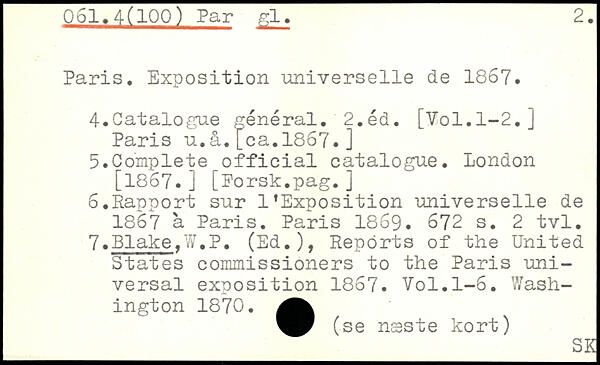 061.4(100) Par gl. 2.
Paris. Exposition universelle de 1867.
4.Catalogue général. 2.éd. [Vol.1-2.]
Paris u.å.[ca.1867.]
5.Complete official catalogue. London
[1867.] [Forsk.pag.]
6.Rapport sur l'Exposition universelle de
1867 à Paris. Paris 1869. 672 s. 2 tvl.
7.Blake,W.P. (Ed.), Reports of the United
States commissioners to the Paris uni-
versal exposition 1867. Vol.1-6. Wash-
ington 1870.
(se næste kort)
SK